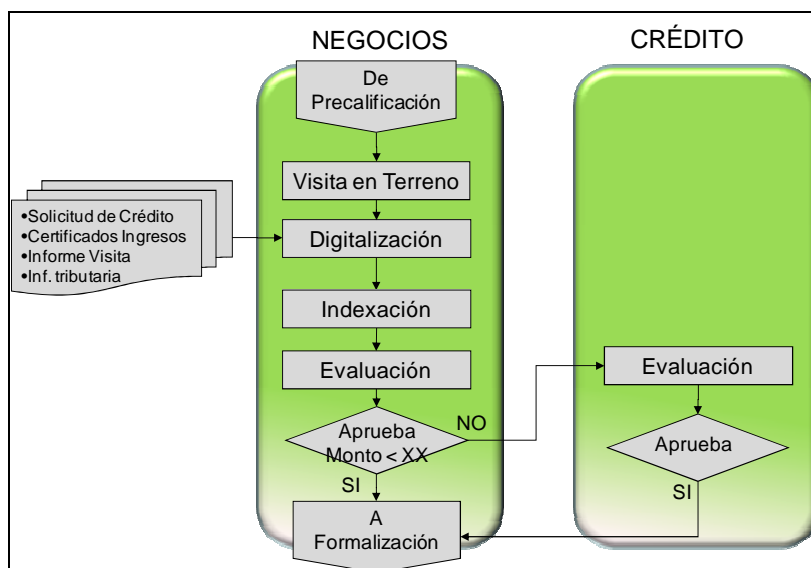 NEGOCIOS
CRÉDITO
De
Precalificación
Visita en Terreno
•Solicitud de Crédito
•Certificados Ingresos
•Informe Visita
•Inf. tributaria
Digitalización
Indexación
Evaluación
Evaluación
Aprueba
Monto < XX
NO
Aprueba
SI
SI
A
Formalización